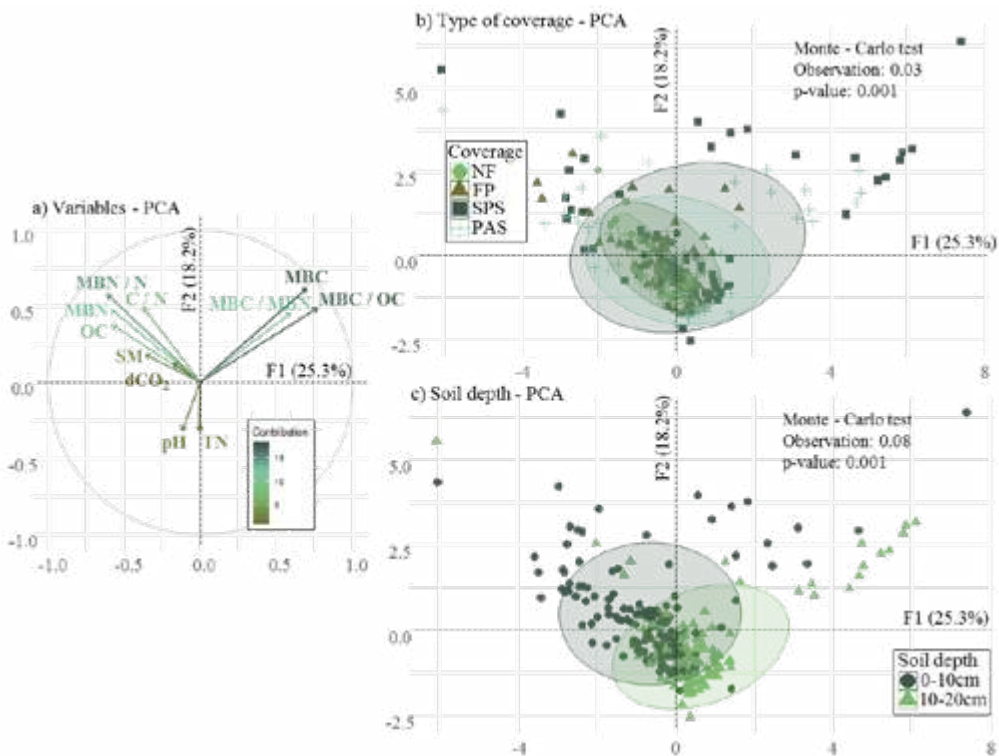 a) Variables - PCA
F2 (18.2%)
1.0
0.5
0.0
-0.5
-1.0
-1.0
-0.5
0.0
0.5
1.0
MBN / N
C / N
MBN
OC
SM
dCO2
pH
TN
MBC
MBC / MBN
MBC / OC
F1 (25.3%)
Contribution
b) Type of coverage - PCA
F2 (18.2%)
Monte - Carlo test
Observation: 0.03
p-value: 0.001
5.0
2.5
0.0
-2.5
Coverage
NF
FP
SPS
PAS
F1 (25.3%)
-4
0
4
8
c) Soil depth - PCA
F2 (18.2%)
Monte - Carlo test
Observation: 0.08
p-value: 0.001
5.0
2.5
0.0
-2.5
F1 (25.3%)
Soil depth
0-10cm
10-20cm
-4
0
4
8